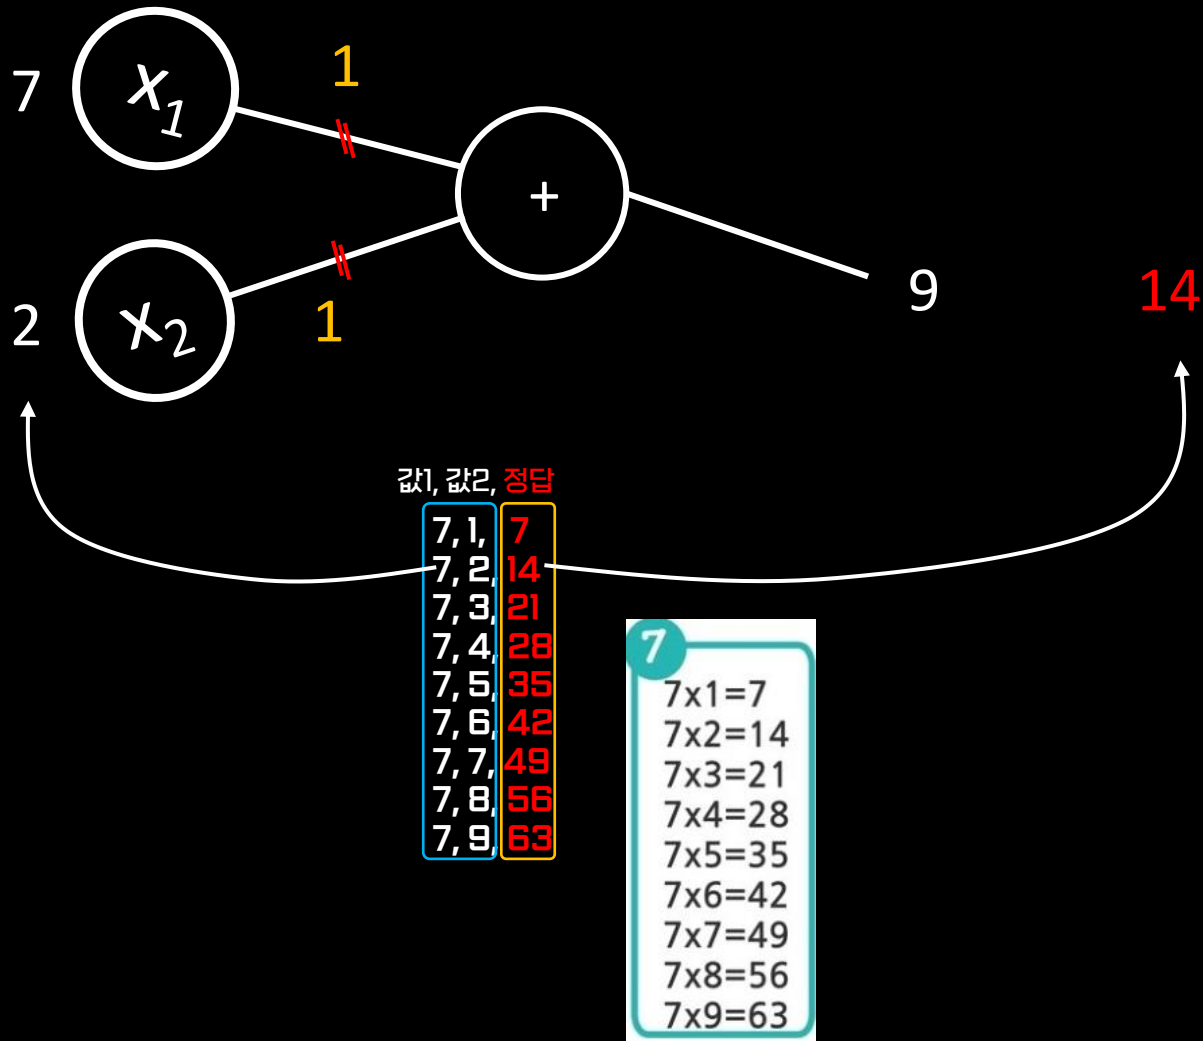 7
x1
1
+
2
x2
1
9
14
값1, 값2, 정답
7, 1, 7
7, 2, 14
7, 3, 21
7, 4, 28
7, 5, 35
7, 6, 42
7, 7, 49
7, 8, 56
7, 9, 63
7
7x1=7
7x2=14
7x3=21
7x4=28
7x5=35
7x6=42
7x7=49
7x8=56
7x9=63